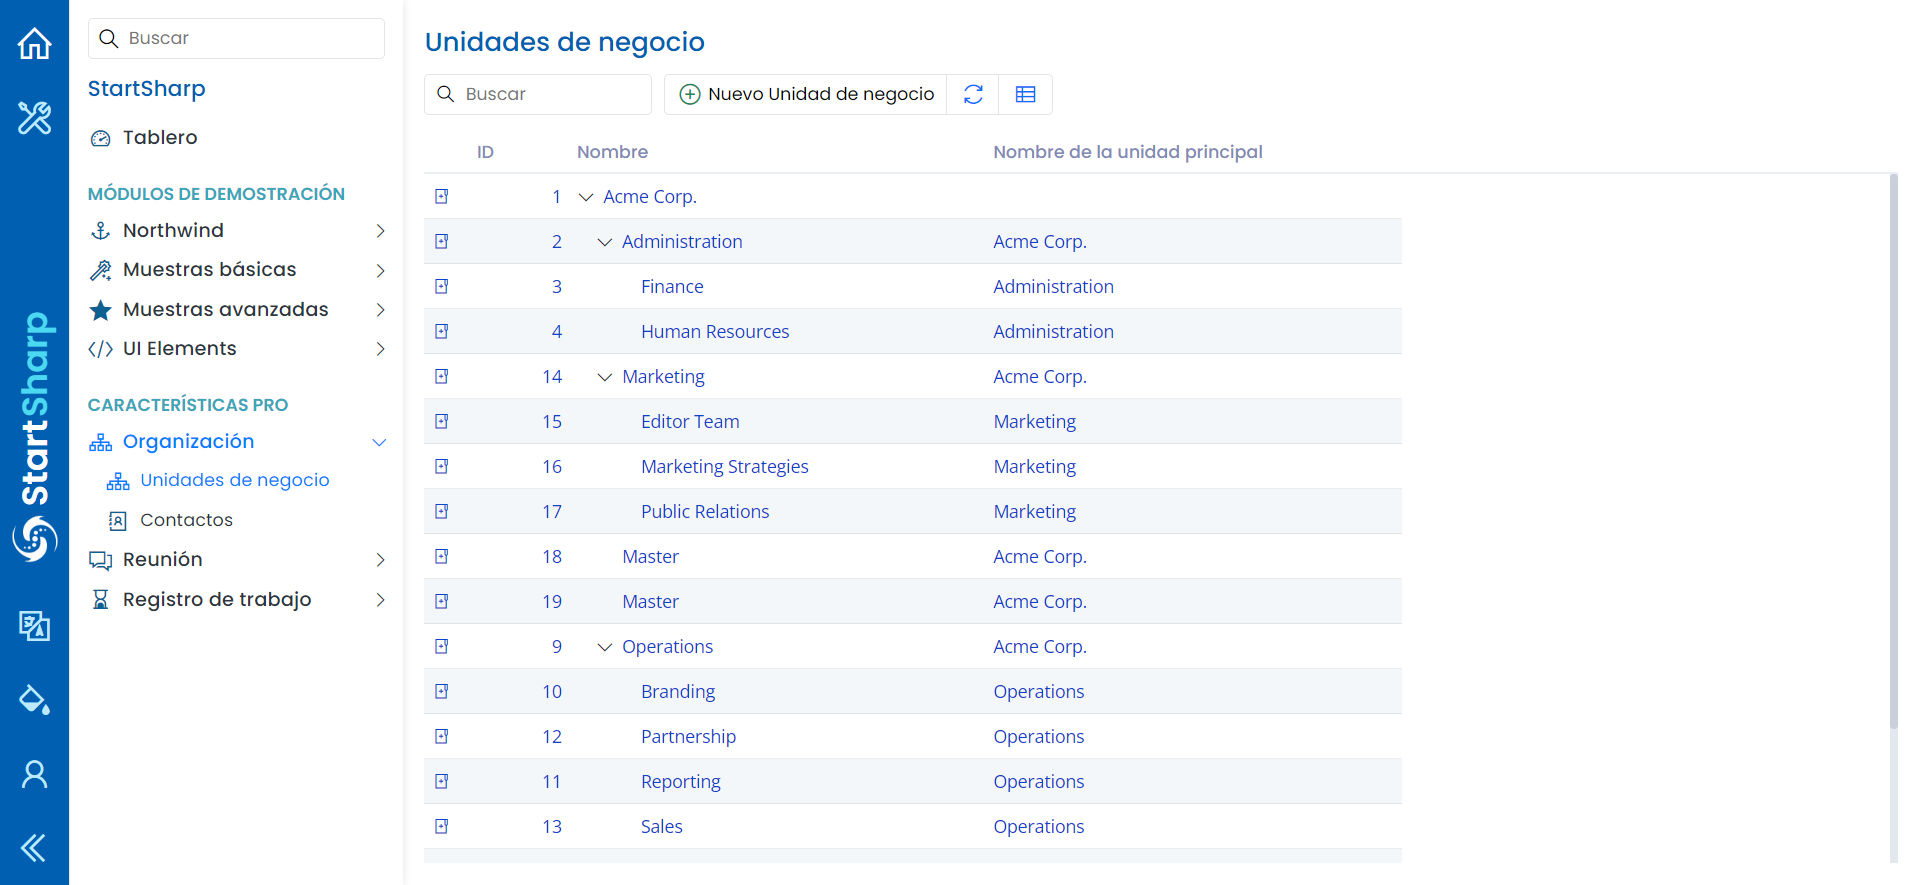 StartSharp
Buscar
StartSharp
Tablero
MÓDULOS DE DEMOSTRACIÓN
Northwind
Muestras básicas
Muestras avanzadas
UI Elements
CARACTERÍSTICAS PRO
Organización
Unidades de negocio
Contactos
Reunión
Registro de trabajo
Unidades de negocio
Buscar
Nuevo Unidad de negocio
ID Nombre Nombre de la unidad principal
1 Acme Corp.
2 Administration Acme Corp.
3 Finance Administration
4 Human Resources Administration
14 Marketing Acme Corp.
15 Editor Team Marketing
16 Marketing Strategies Marketing
17 Public Relations Marketing
18 Master Acme Corp.
19 Master Acme Corp.
9 Operations Acme Corp.
10 Branding Operations
12 Partnership Operations
11 Reporting Operations
13 Sales Operations